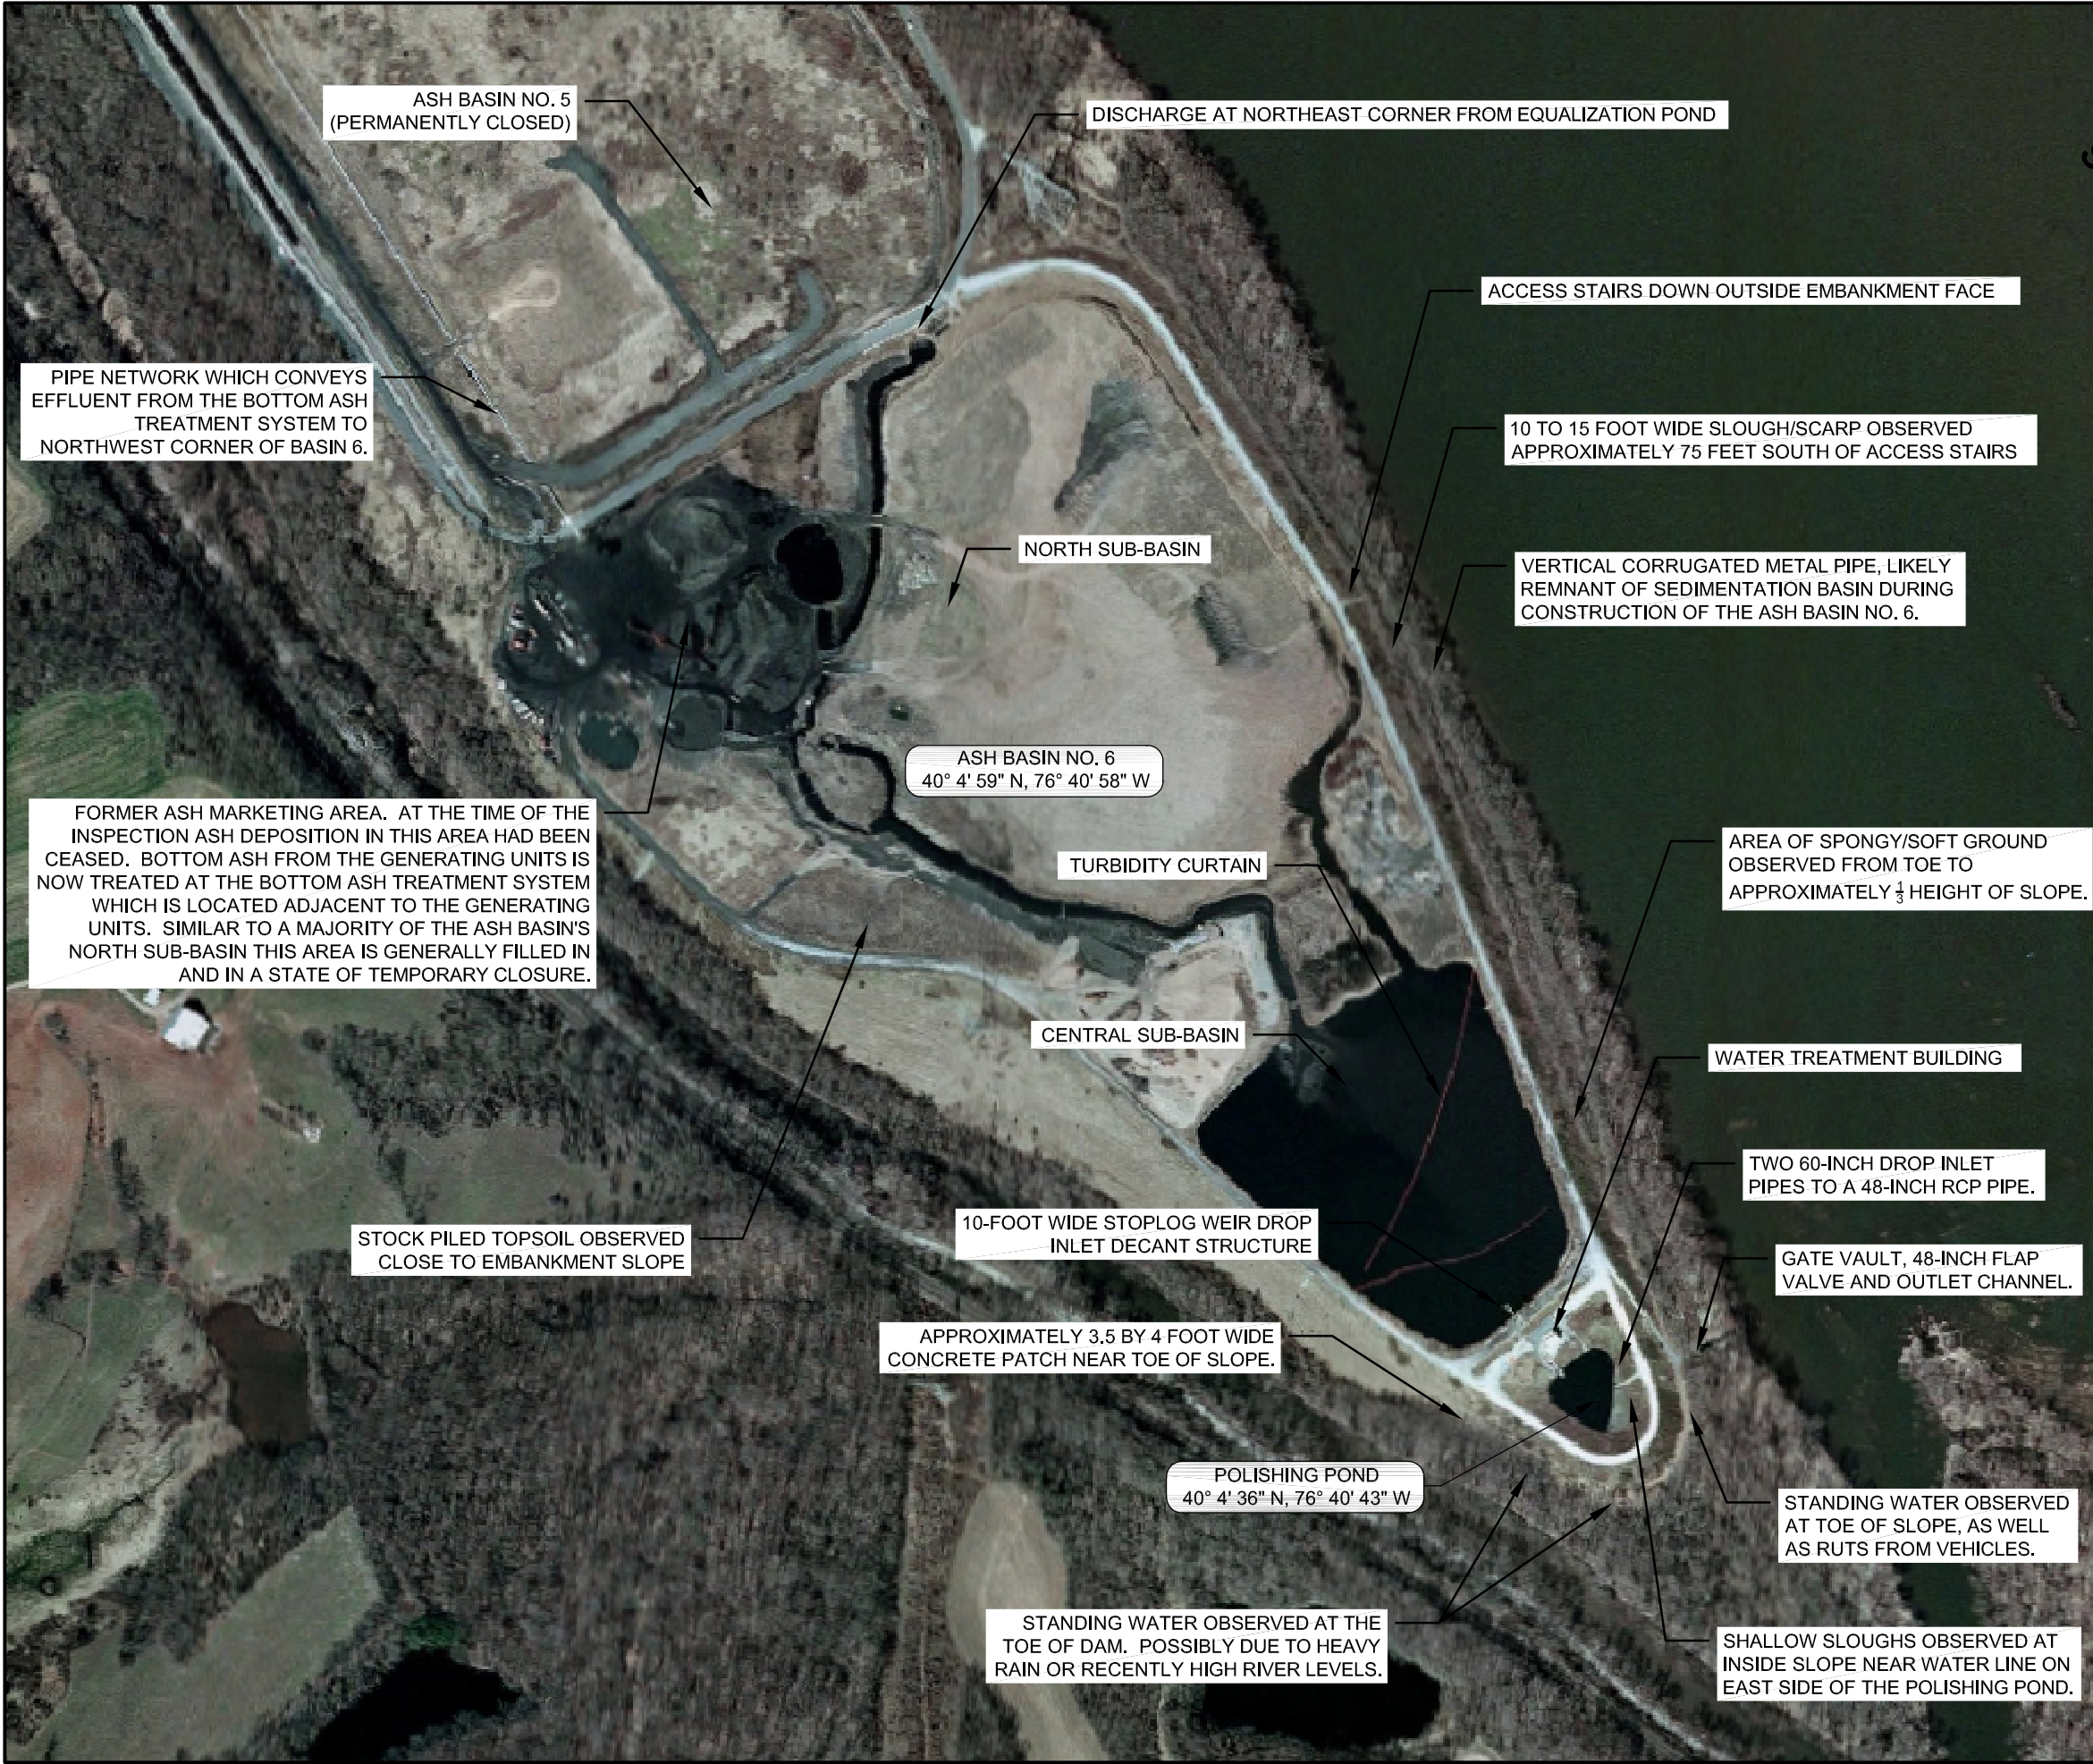 ASH BASIN NO. 5
(PERMANENTLY CLOSED)
DISCHARGE AT NORTHEAST CORNER FROM EQUALIZATION POND
ACCESS STAIRS DOWN OUTSIDE EMBANKMENT FACE
PIPE NETWORK WHICH CONVEYS
EFFLUENT FROM THE BOTTOM ASH
TREATMENT SYSTEM TO
NORTHWEST CORNER OF BASIN 6.
10 TO 15 FOOT WIDE SLOUGH/SCARP OBSERVED
APPROXIMATELY 75 FEET SOUTH OF ACCESS STAIRS
NORTH SUB-BASIN
VERTICAL CORRUGATED METAL PIPE, LIKELY
REMNANT OF SEDIMENTATION BASIN DURING
CONSTRUCTION OF THE ASH BASIN NO. 6.
ASH BASIN NO. 6
40° 4' 59" N, 76° 40' 58" W
FORMER ASH MARKETING AREA. AT THE TIME OF THE
INSPECTION ASH DEPOSITION IN THIS AREA HAD BEEN
CEASED. BOTTOM ASH FROM THE GENERATING UNITS IS
NOW TREATED AT THE BOTTOM ASH TREATMENT SYSTEM
WHICH IS LOCATED ADJACENT TO THE GENERATING
UNITS. SIMILAR TO A MAJORITY OF THE ASH BASIN'S
NORTH SUB-BASIN THIS AREA IS GENERALLY FILLED IN
AND IN A STATE OF TEMPORARY CLOSURE.
TURBIDITY CURTAIN
AREA OF SPONGY/SOFT GROUND
OBSERVED FROM TOE TO
APPROXIMATELY 1/3 HEIGHT OF SLOPE.
CENTRAL SUB-BASIN
WATER TREATMENT BUILDING
TWO 60-INCH DROP INLET
PIPES TO A 48-INCH RCP PIPE.
STOCK PILED TOPSOIL OBSERVED
CLOSE TO EMBANKMENT SLOPE
10-FOOT WIDE STOPLOG WEIR DROP
INLET DECANT STRUCTURE
GATE VAULT, 48-INCH FLAP
VALVE AND OUTLET CHANNEL.
APPROXIMATELY 3.5 BY 4 FOOT WIDE
CONCRETE PATCH NEAR TOE OF SLOPE.
POLISHING POND
40° 4' 36" N, 76° 40' 43" W
STANDING WATER OBSERVED
AT TOE OF SLOPE, AS WELL
AS RUTS FROM VEHICLES.
STANDING WATER OBSERVED AT THE
TOE OF DAM. POSSIBLY DUE TO HEAVY
RAIN OR RECENTLY HIGH RIVER LEVELS.
SHALLOW SLOUGHS OBSERVED AT
INSIDE SLOPE NEAR WATER LINE ON
EAST SIDE OF THE POLISHING POND.